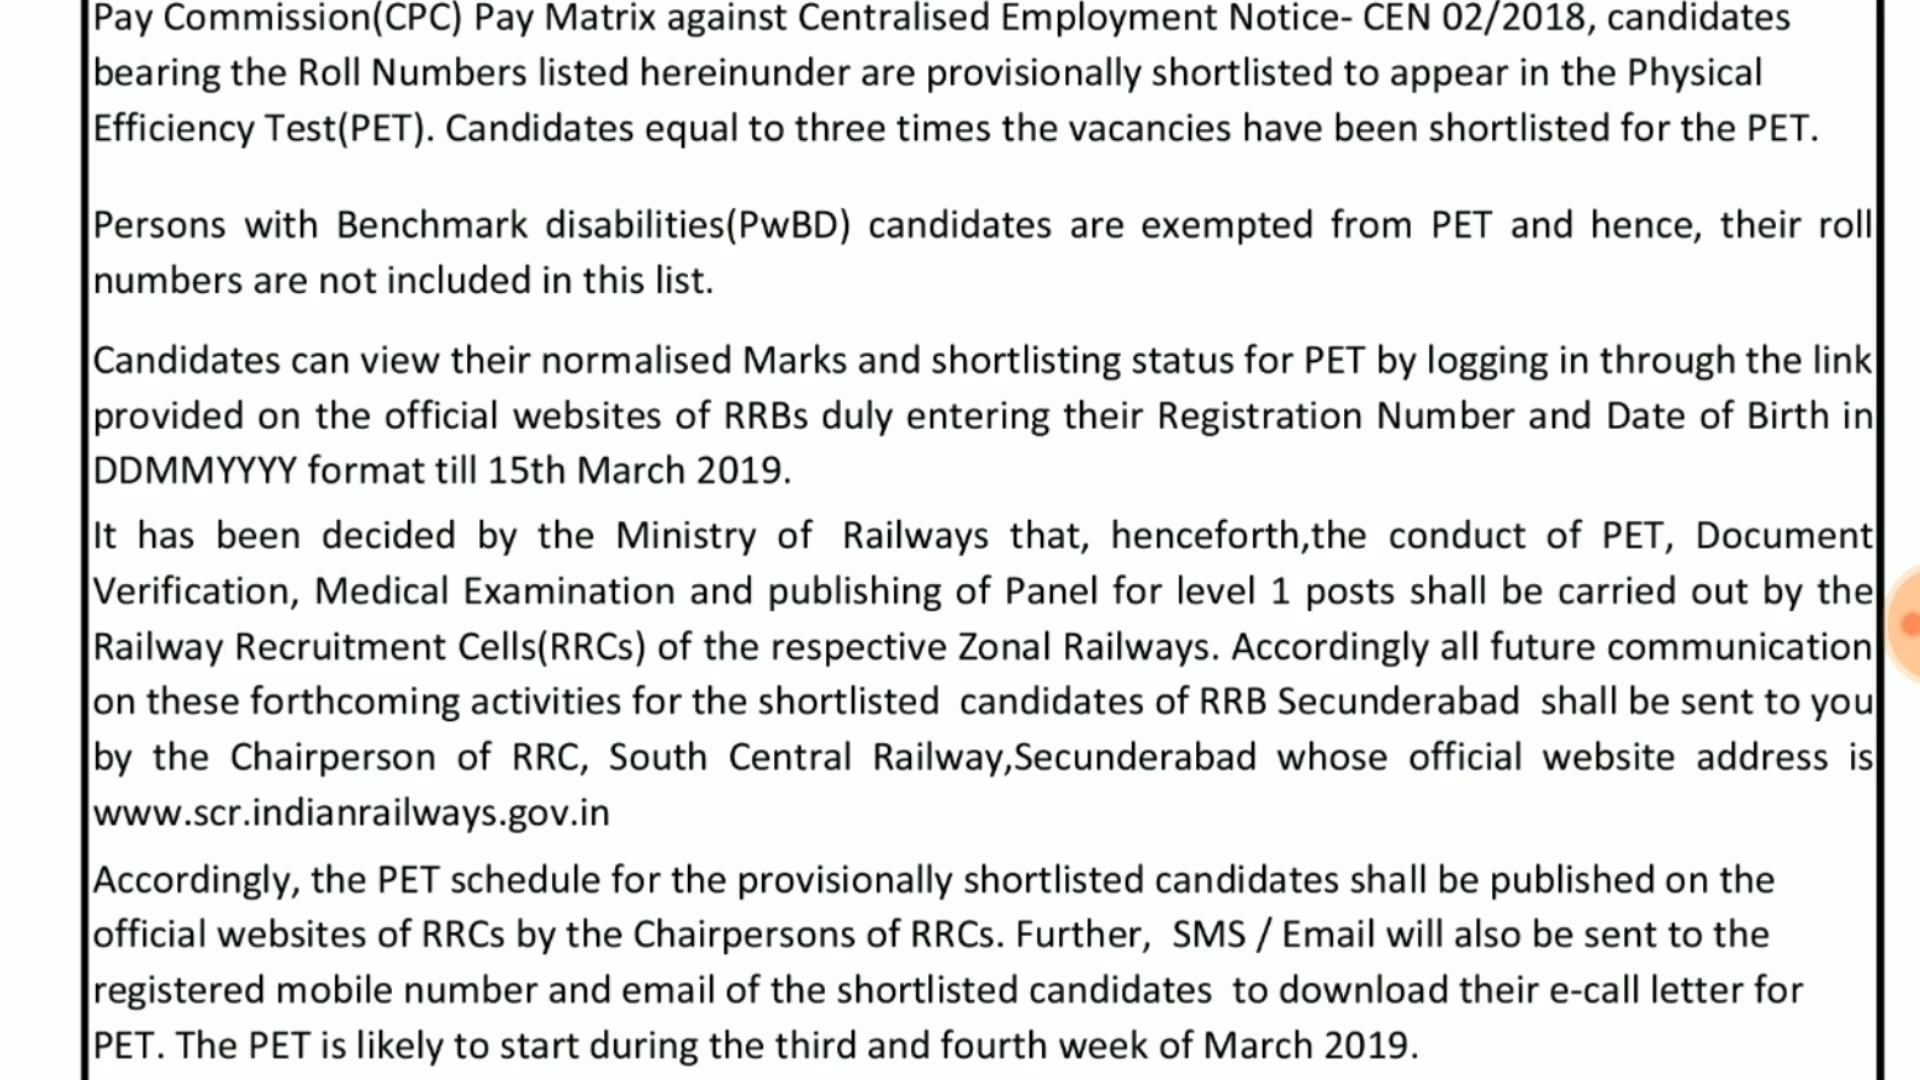 Pay Commission(CPC) Pay Matrix against Centralised Employment Notice- CEN 02/2018, candidates
bearing the Roll Numbers listed hereinunder are provisionally shortlisted to appear in the Physical
Efficiency Test(PET). Candidates equal to three times the vacancies have been shortlisted for the PET.
Persons with Benchmark disabilities(PwBD) candidates are exempted from PET and hence, their roll
numbers are not included in this list.
Candidates can view their normalised Marks and shortlisting status for PET by logging in through the link
provided on the official websites of RRBs duly entering their Registration Number and Date of Birth in
DDMMYYYY format till 15th March 2019.
It has been decided by the Ministry of Railways that, henceforth,the conduct of PET, Document
Verification, Medical Examination and publishing of Panel for level 1 posts shall be carried out by the
Railway Recruitment Cells(RRCs) of the respective Zonal Railways. Accordingly all future communication
on these forthcoming activities for the shortlisted candidates of RRB Secunderabad shall be sent to you
by the Chairperson of RRC, South Central Railway,Secunderabad whose official website address is
www.scr.indianrailways.gov.in
Accordingly, the PET schedule for the provisionally shortlisted candidates shall be published on the
official websites of RRCs by the Chairpersons of RRCs. Further, SMS / Email will also be sent to the
registered mobile number and email of the shortlisted candidates to download their e-call letter for
PET. The PET is likely to start during the third and fourth week of March 2019.